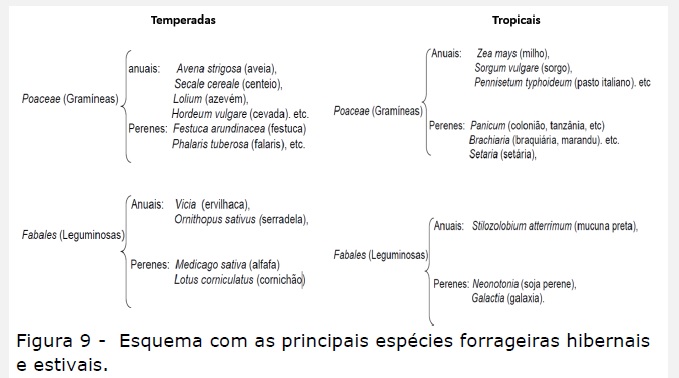 Temperadas
Poaceae (Gramíneas)
anuais: Avena strigosa (aveia),
Secale cereale (centeio),
Lolium (azevém),
Hordeum vulgare (cevada). etc.
Perenes: Festuca arundinacea (festuca)
Phalaris tuberosa (falaris), etc.
Fabales (Leguminosas)
Anuais: Vicia (ervilhaca),
Ornithopus sativus (serradela),
Perenes: Medicago sativa (alfafa)
Lotus corniculatus (cornichão)
Tropicais
Poaceae (Gramíneas)
Anuais: Zea mays (milho),
Sorgum vulgare (sorgo),
Pennisetum typhoideum (pasto italiano). etc
Perenes: Panicum (colonião, tanzânia, etc)
Brachiaria (braquiária, marandu). etc.
Setaria (setária),
Fabales (Leguminosas)
Anuais: Stilozolobium atterrimum (mucuna preta),
Perenes: Neonotonia (soja perene),
Galactia (galaxia).
Figura 9 - Esquema com as principais espécies forrageiras hibernais
e estivais.